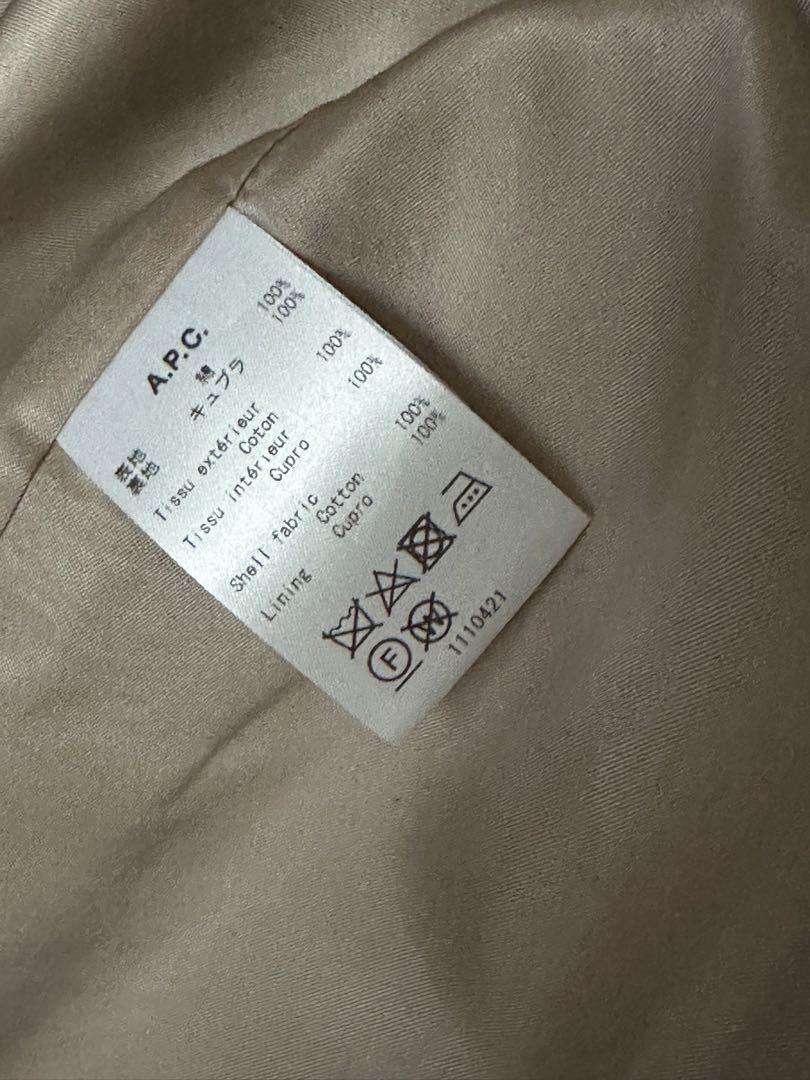 A.P.C.
表地 綿 100%
裏地 キュプラ 100%
Tissu extérieur
Coton 100%
Tissu intérieur
Cupro 100%
Shell fabric
Cotton 100%
Lining Cupro 100%
F W
1110421